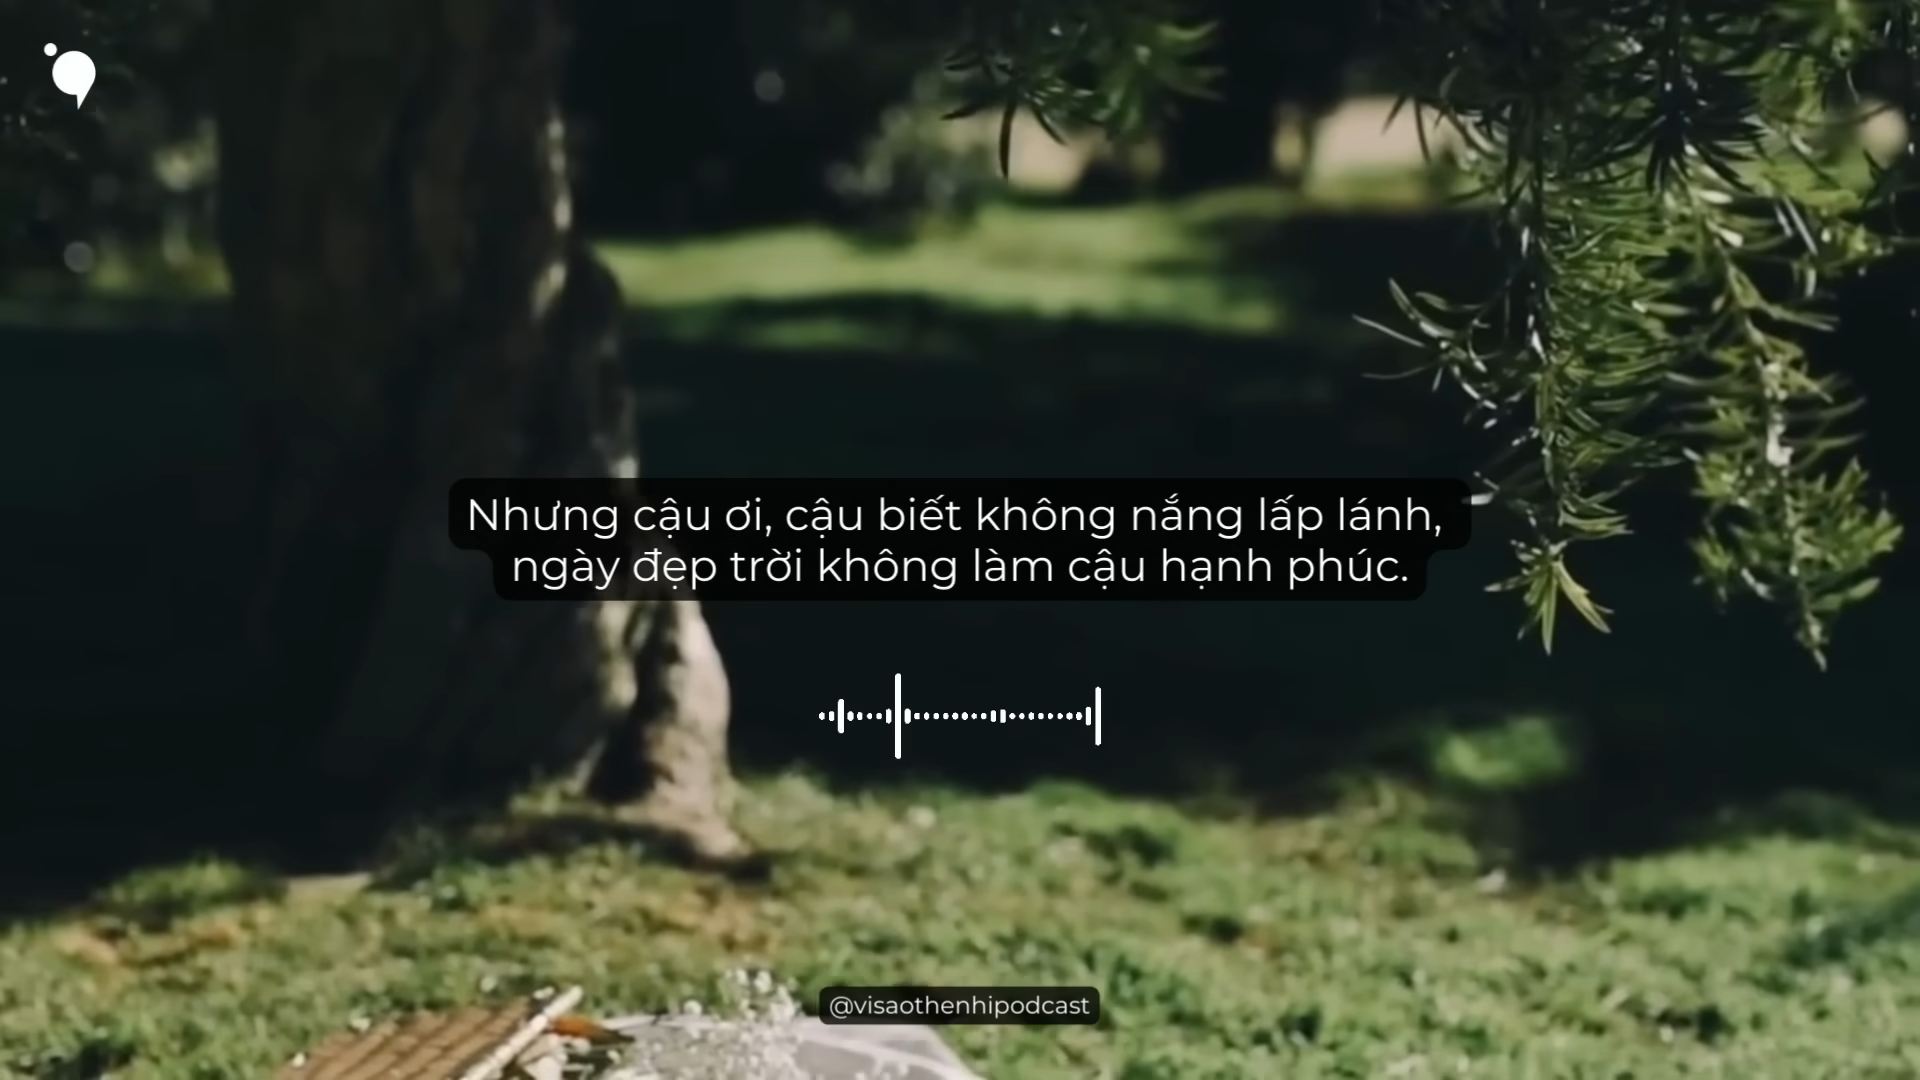 Nhưng cậu ơi, cậu biết không nắng lấp lánh,
ngày đẹp trời không làm cậu hạnh phúc.
@visaothenhipodcast